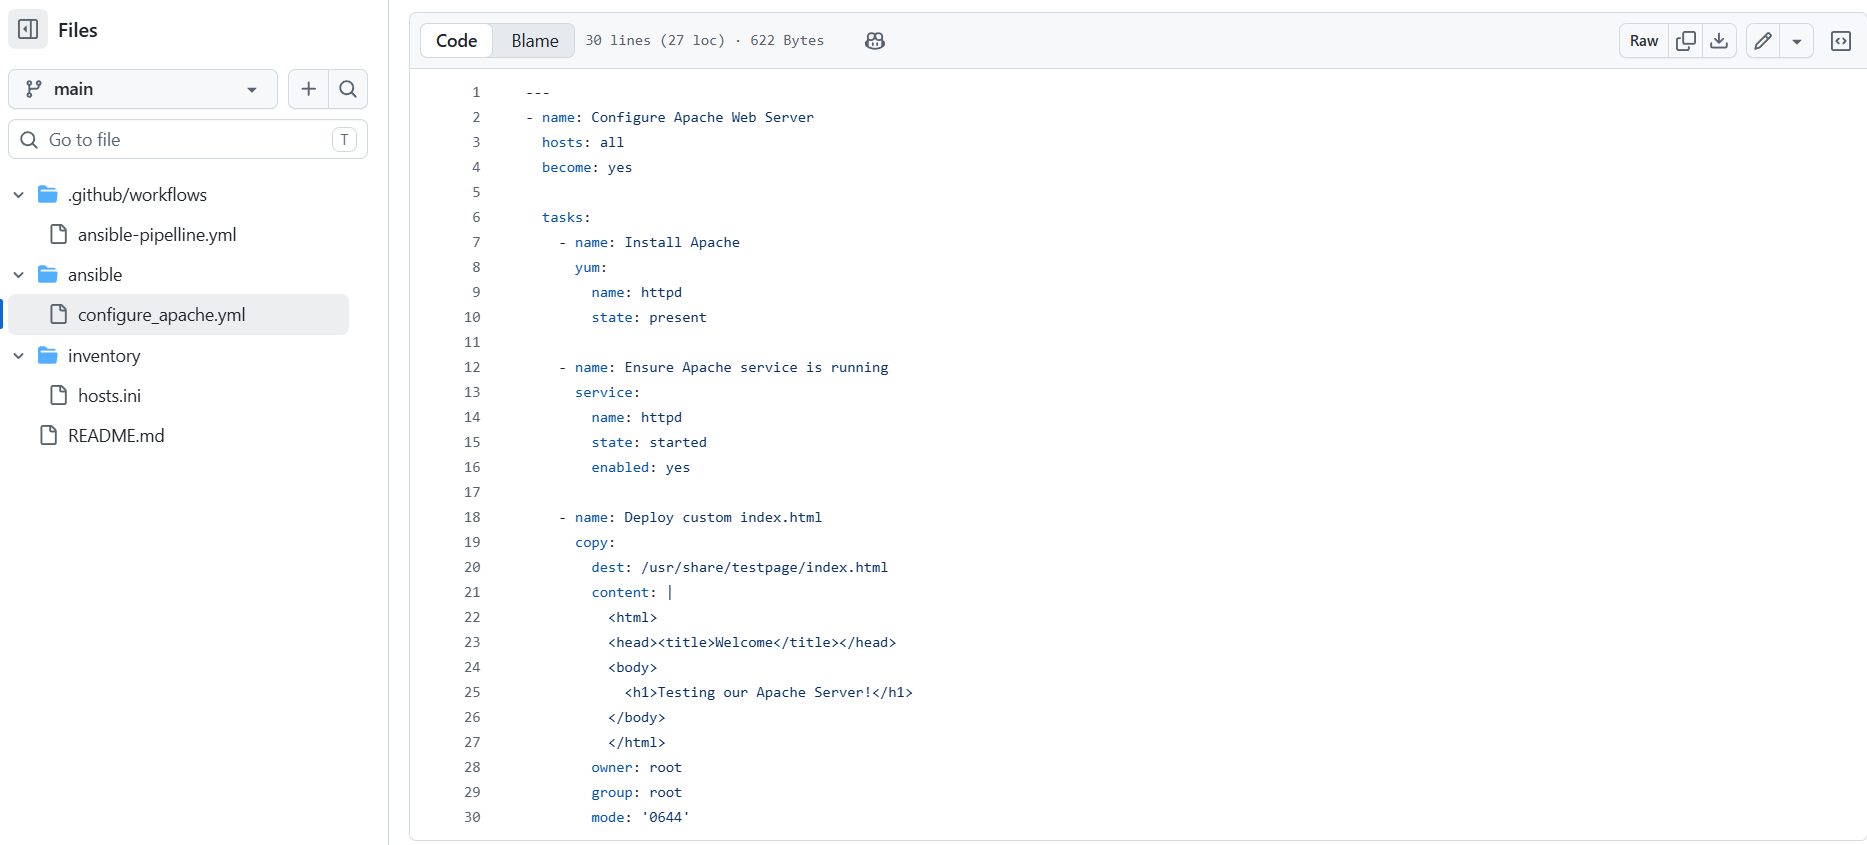 Files
main
Go to file
T
.github/workflows
ansible-pipelline.yml
ansible
configure_apache.yml
inventory
hosts.ini
README.md
Code Blame 30 lines (27 loc) · 622 Bytes
Raw
1 ---
2 - name: Configure Apache Web Server
3   hosts: all
4   become: yes
5
6   tasks:
7     - name: Install Apache
8       yum:
9         name: httpd
10         state: present
11
12     - name: Ensure Apache service is running
13       service:
14         name: httpd
15         state: started
16         enabled: yes
17
18     - name: Deploy custom index.html
19       copy:
20         dest: /usr/share/testpage/index.html
21         content: |
22           <html>
23           <head><title>Welcome</title></head>
24           <body>
25             <h1>Testing our Apache Server!</h1>
26           </body>
27           </html>
28         owner: root
29         group: root
30         mode: '0644'